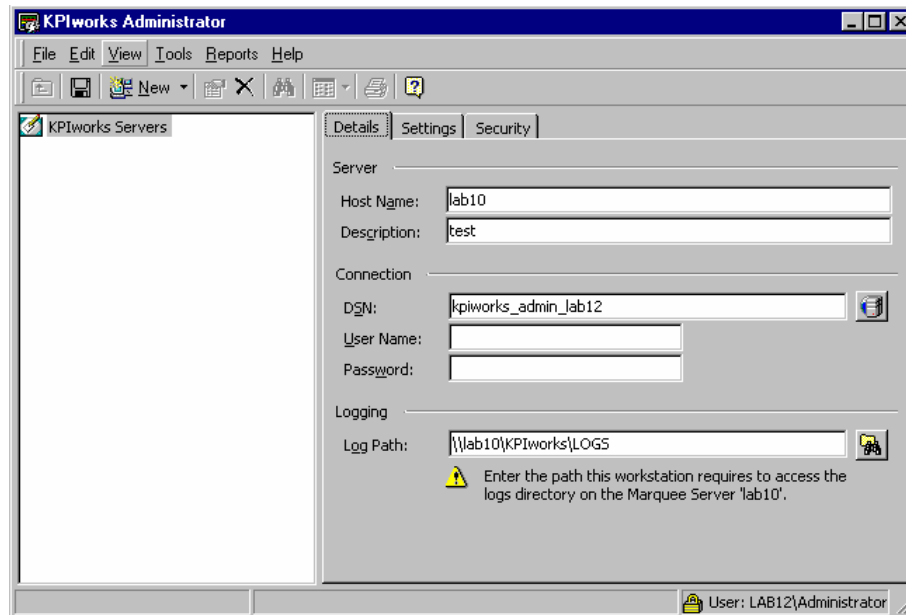 KPIworks Administrator
File Edit View Tools Reports Help
New
KPIworks Servers
Details Settings Security
Server
Host Name: lab10
Description: test
Connection
DSN: kpiworks_admin_lab12
User Name:
Password:
Logging
Log Path: \\lab10\KPIworks\LOGS
Enter the path this workstation requires to access the
logs directory on the Marquee Server 'lab10'.
User: LAB12\Administrator